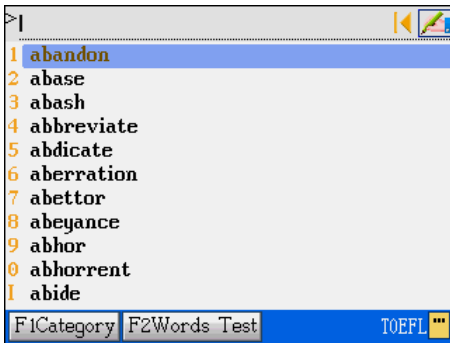 >
1 abandon
2 abase
3 abash
4 abbreviate
5 abdicate
6 aberration
7 abettor
8 abeyance
9 abhor
0 abhorrent
I abide
F1Category F2Words Test TOEFL